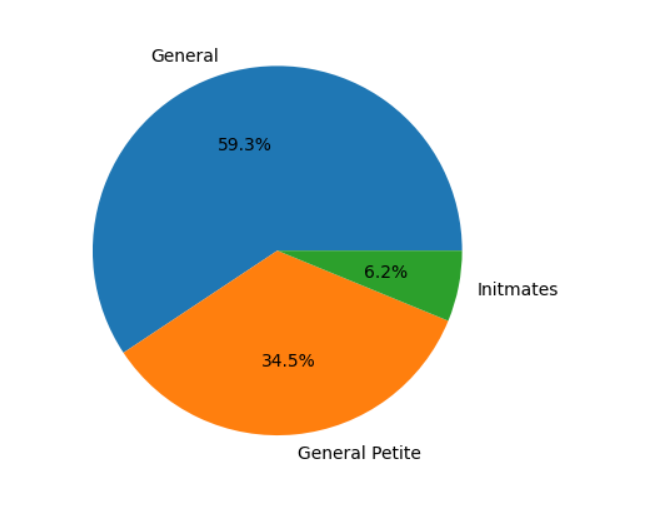 General
59.3%
6.2%
Initmates
34.5%
General Petite